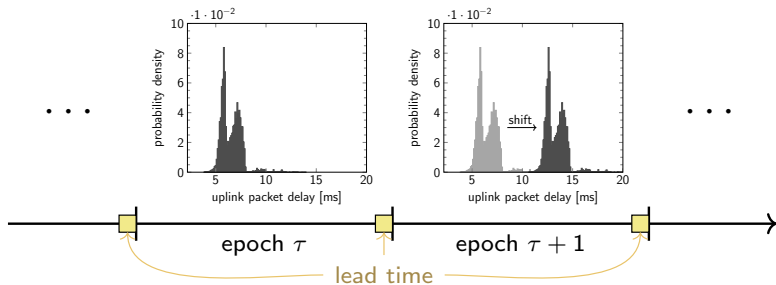 ·1·10⁻²
probability density
10
8
6
4
2
0
5
10
15
20
uplink packet delay [ms]
·1·10⁻²
probability density
10
8
6
4
2
0
shift
5
10
15
20
uplink packet delay [ms]
. . .
. . .
epoch τ
epoch τ + 1
lead time